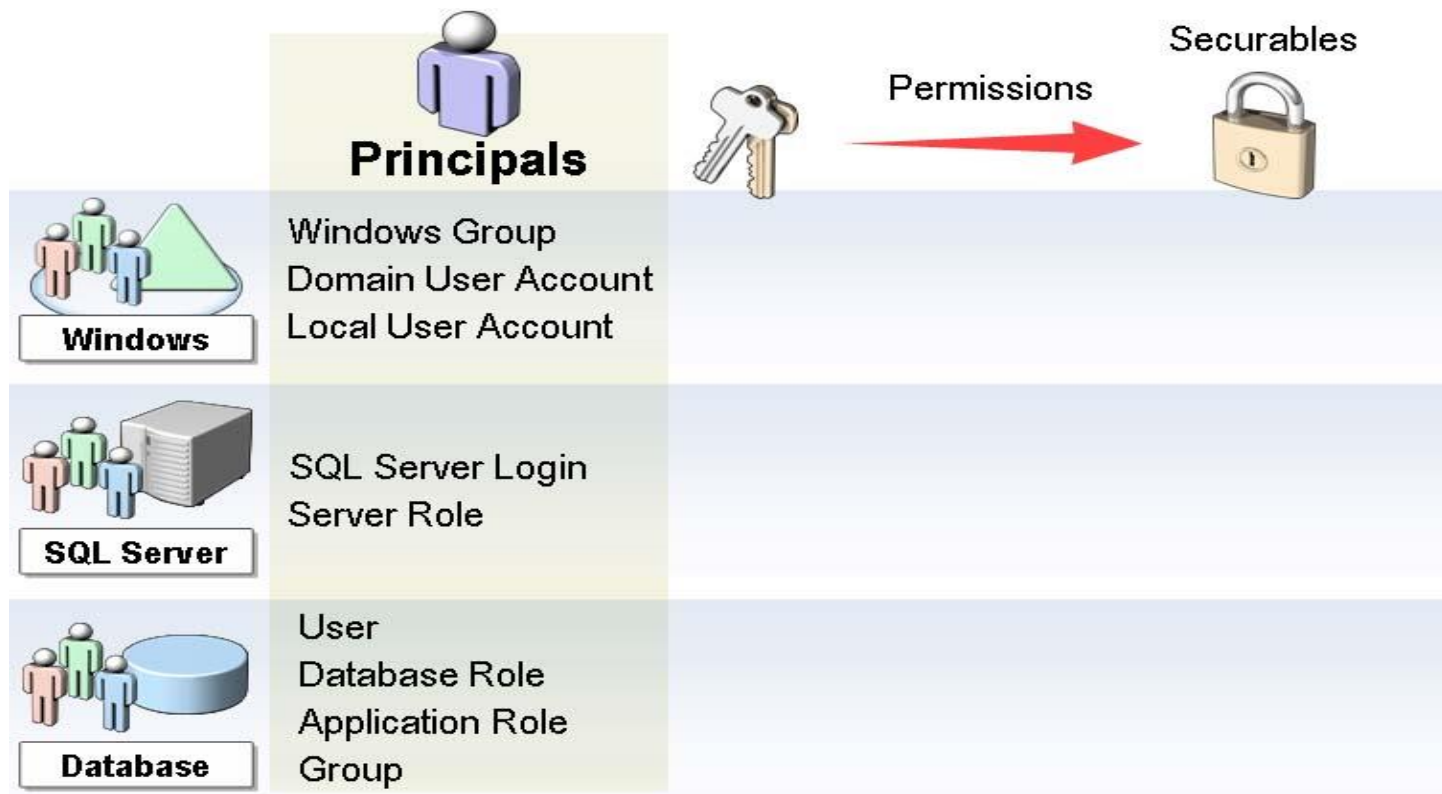 Securables
Permissions
Principals
Windows Group
Domain User Account
Local User Account
Windows
SQL Server Login
Server Role
SQL Server
User
Database Role
Application Role
Group
Database